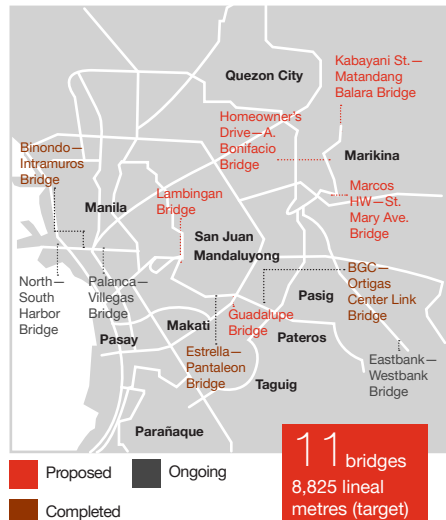 Kabayani St.—
Matandang
Balara Bridge
Quezon City
Homeowner's
Drive—A.
Bonifacio
Bridge
Marikina
Binondo—
Intramuros
Bridge
Lambingan
Bridge
Marcos
HW—St.
Mary Ave.
Bridge
Manila
San Juan
Mandaluyong
BGC—
Ortigas
Center Link
Bridge
North—
South
Harbor
Bridge
Palanca—
Villegas
Bridge
Pasig
Makati
Guadalupe
Bridge
Pateros
Pasay
Estrella—
Pantaleon
Bridge
Eastbank—
Westbank
Bridge
Taguig
Parañaque
11 bridges
8,825 lineal
metres (target)
Proposed
Ongoing
Completed